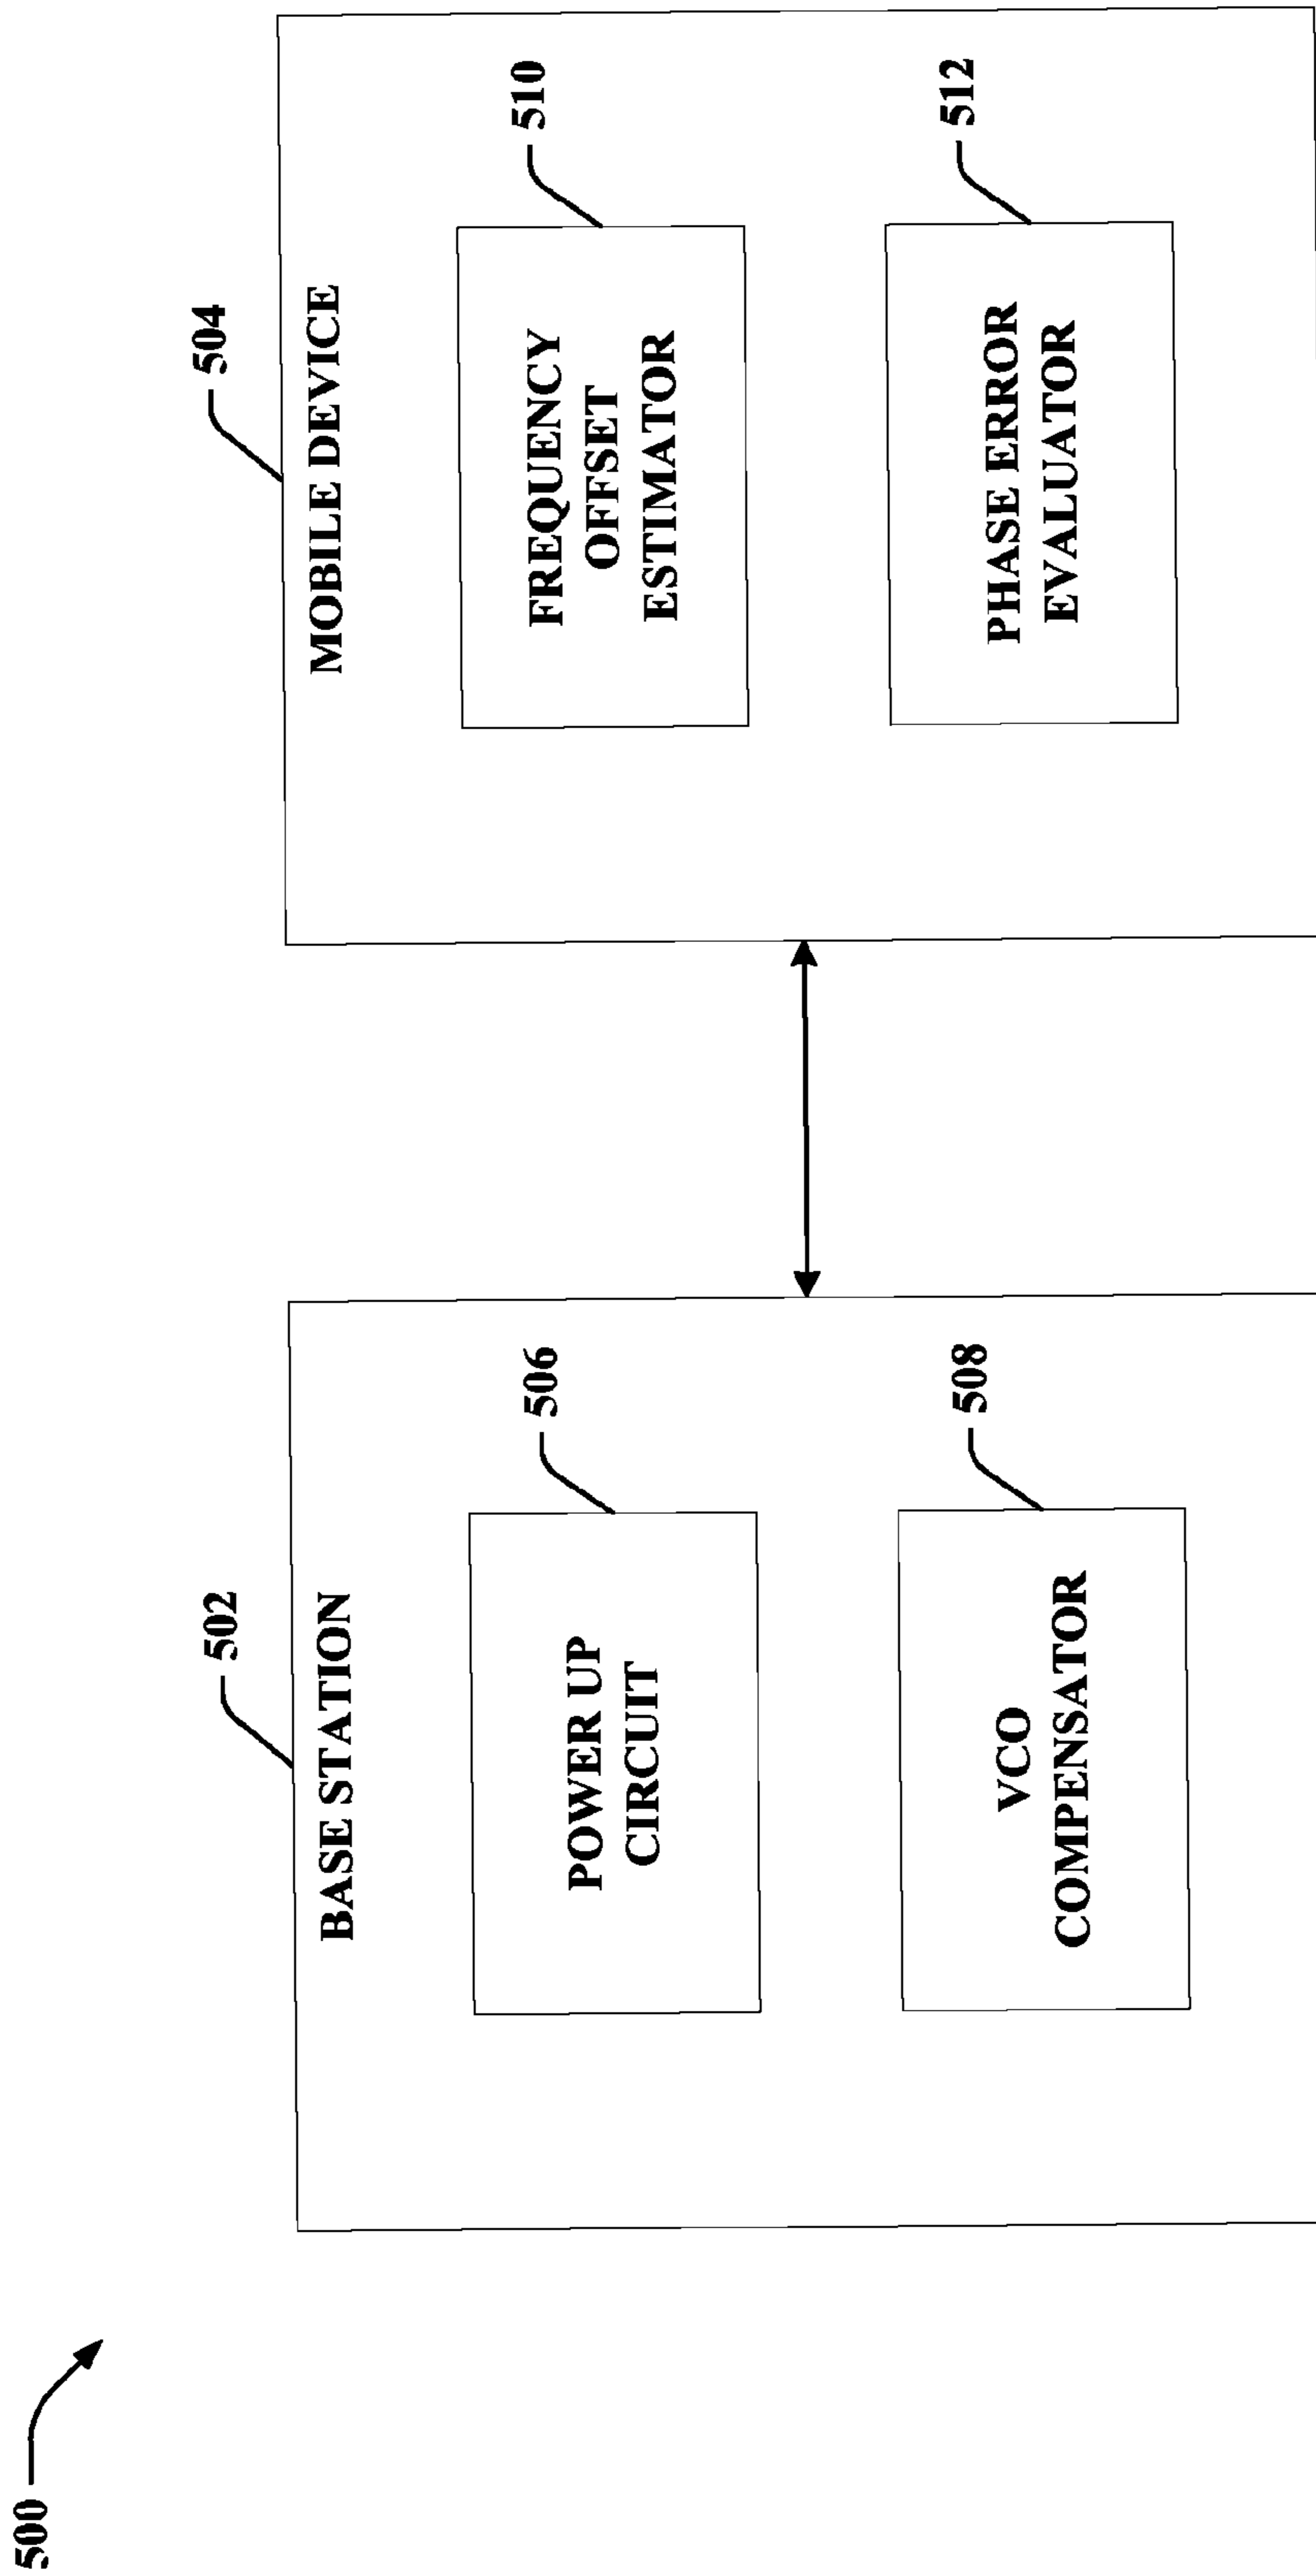 500
502
BASE STATION
506
POWER UP
CIRCUIT
508
VCO
COMPENSATOR
504
MOBILE DEVICE
510
FREQUENCY
OFFSET
ESTIMATOR
512
PHASE ERROR
EVALUATOR